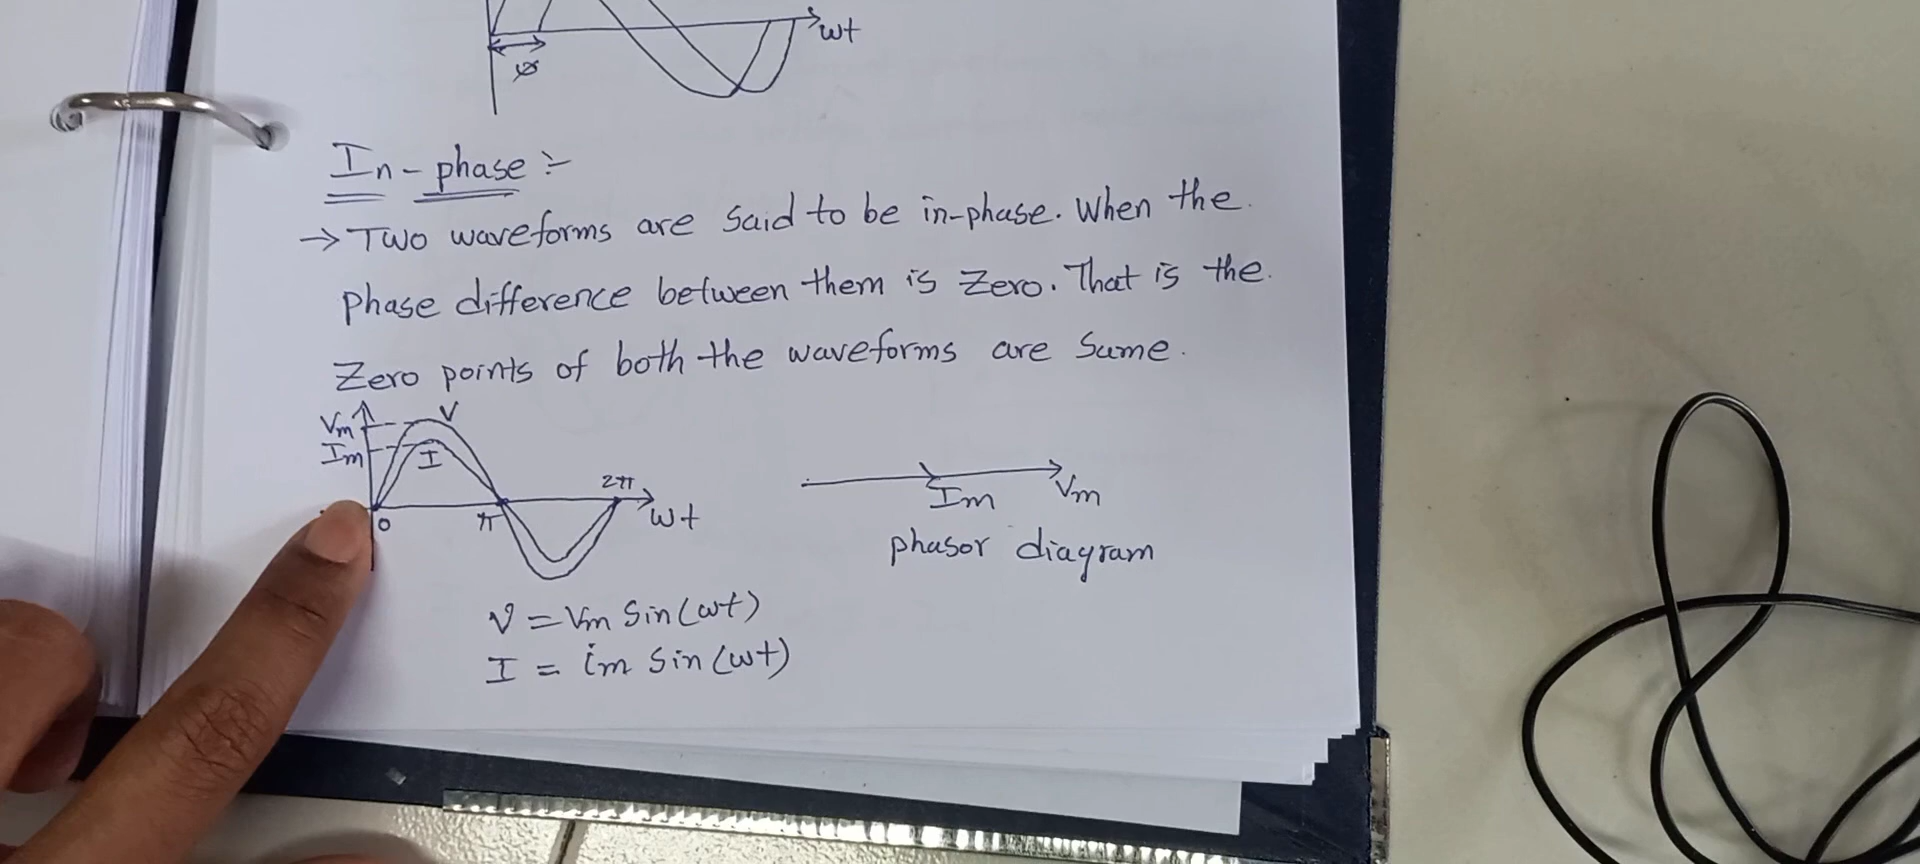 ωt
ø
In-phase :-
→ Two waveforms are said to be in-phase. When the
phase difference between them is Zero. That is the
Zero points of both the waveforms are same.
Vm V
Im I
0 π 2π ωt
Im Vm
phasor diagram
V = Vm Sin(ωt)
I = im sin(ωt)